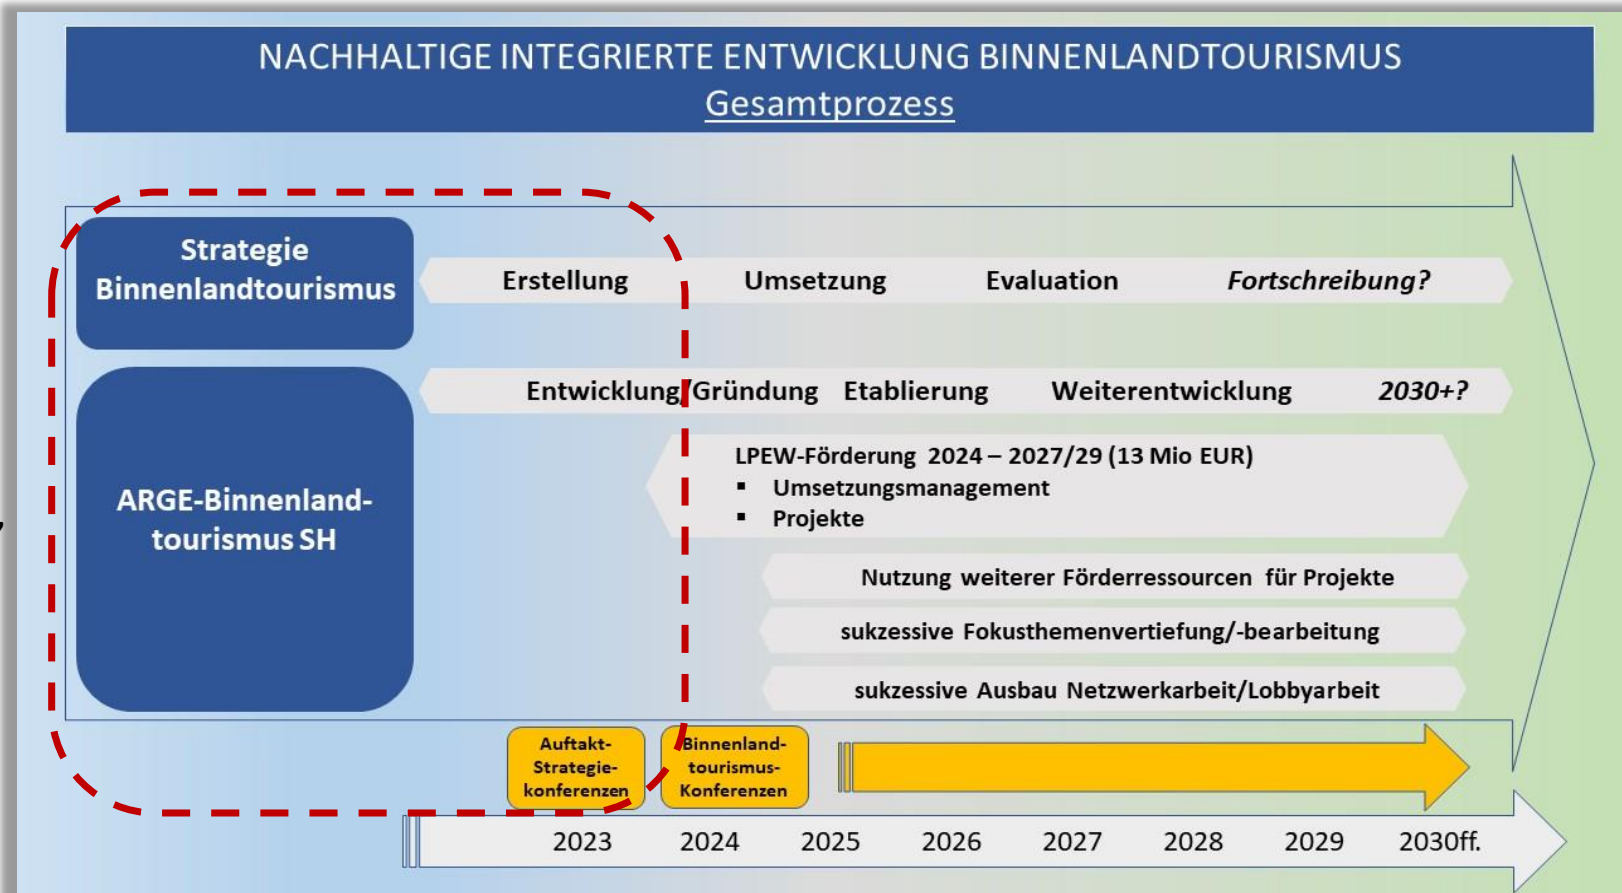 NACHHALTIGE INTEGRIERTE ENTWICKLUNG BINNENLANDTOURISMUS
Gesamtprozess
Strategie
Binnenlandtourismus
Erstellung Umsetzung Evaluation Fortschreibung?
ARGE-Binnenland-
tourismus SH
Entwicklung/Gründung Etablierung Weiterentwicklung 2030+?
LPEW-Förderung 2024 – 2027/29 (13 Mio EUR)
▪ Umsetzungsmanagement
▪ Projekte
Nutzung weiterer Förderressourcen für Projekte
sukzessive Fokusthemenvertiefung/-bearbeitung
sukzessive Ausbau Netzwerkarbeit/Lobbyarbeit
Auftakt-
Strategie-
konferenzen
Binnenland-
tourismus-
Konferenzen
2023 2024 2025 2026 2027 2028 2029 2030ff.